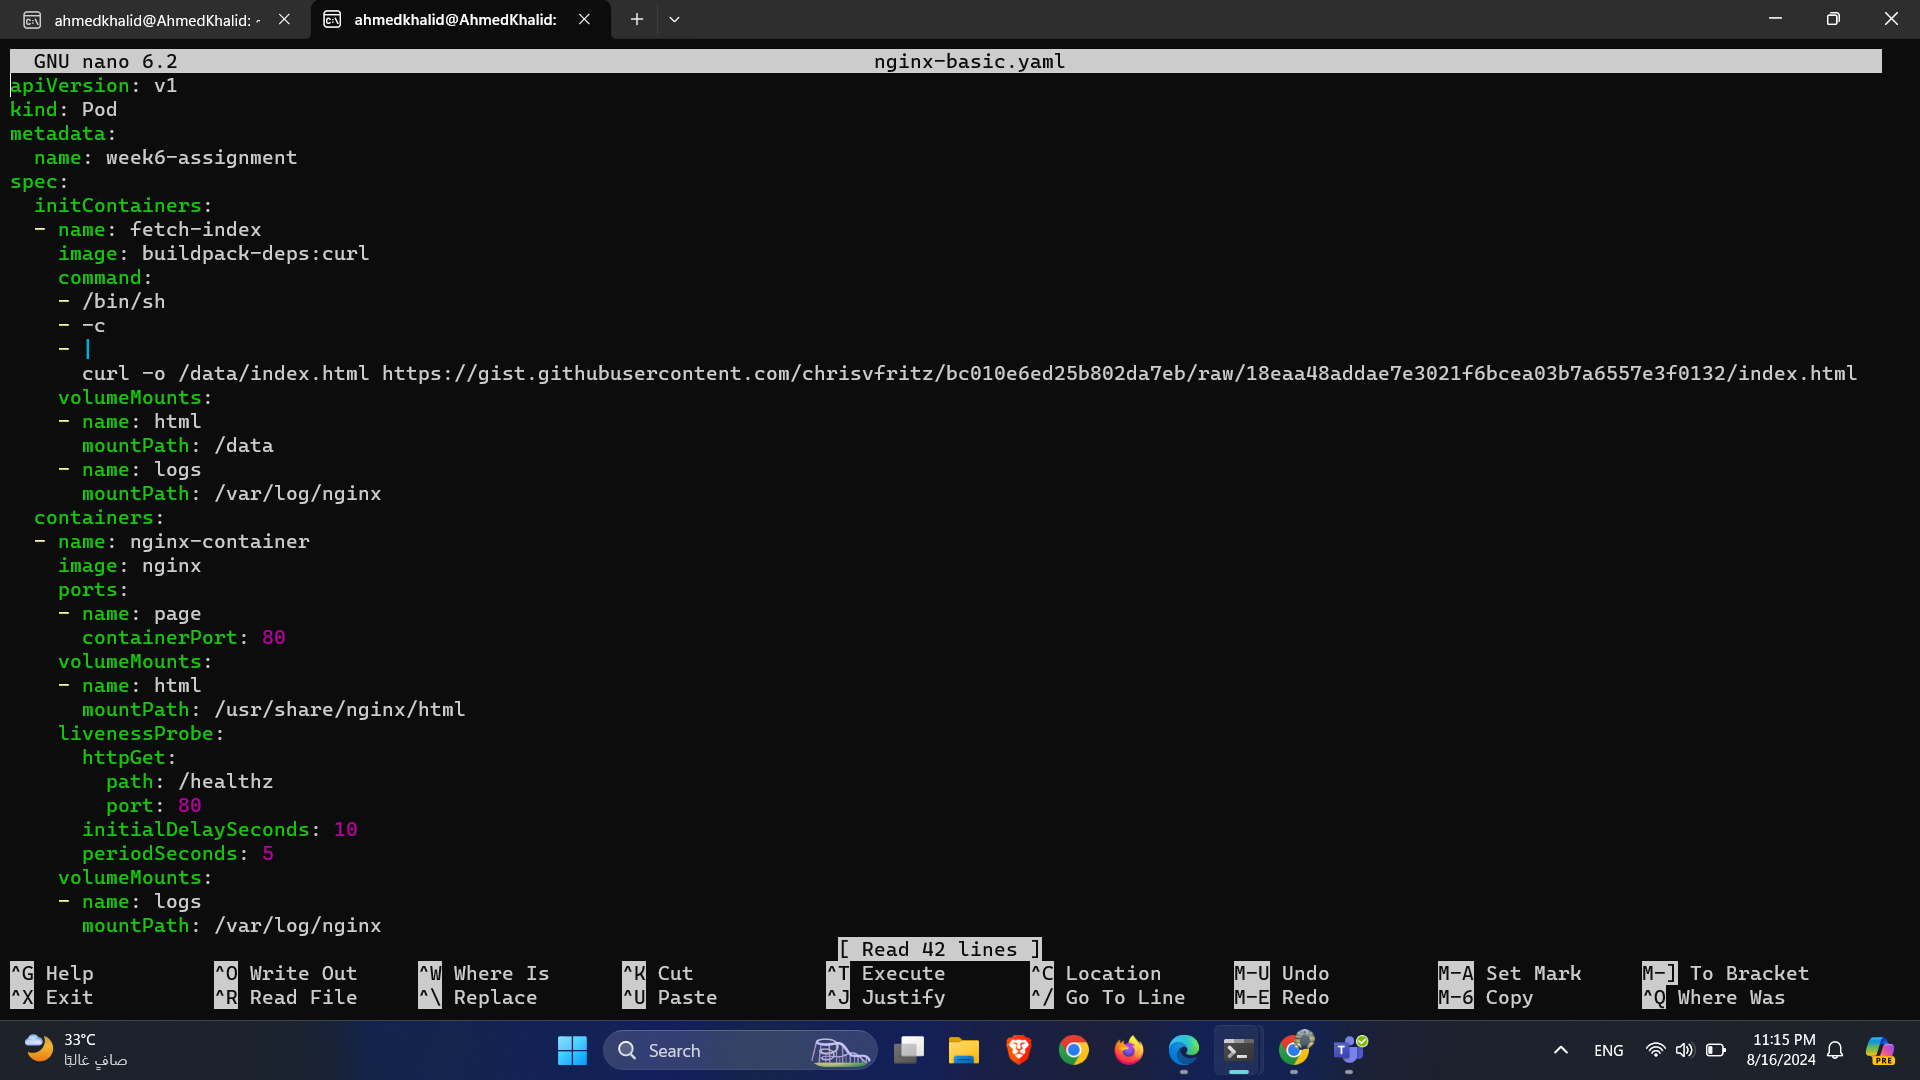 ahmedkhalid@AhmedKhalid: ~
ahmedkhalid@AhmedKhalid:
GNU nano 6.2 nginx-basic.yaml
apiVersion: v1
kind: Pod
metadata:
  name: week6-assignment
spec:
  initContainers:
  - name: fetch-index
    image: buildpack-deps:curl
    command:
    - /bin/sh
    - -c
    - |
      curl -o /data/index.html https://gist.githubusercontent.com/chrisvfritz/bc010e6ed25b802da7eb/raw/18eaa48addae7e3021f6bcea03b7a6557e3f0132/index.html
    volumeMounts:
    - name: html
      mountPath: /data
    - name: logs
      mountPath: /var/log/nginx
  containers:
  - name: nginx-container
    image: nginx
    ports:
    - name: page
      containerPort: 80
    volumeMounts:
    - name: html
      mountPath: /usr/share/nginx/html
    livenessProbe:
      httpGet:
        path: /healthz
        port: 80
      initialDelaySeconds: 10
      periodSeconds: 5
    volumeMounts:
    - name: logs
      mountPath: /var/log/nginx
[ Read 42 lines ]
^G Help ^O Write Out ^W Where Is ^K Cut ^T Execute ^C Location M-U Undo M-A Set Mark M-] To Bracket
^X Exit ^R Read File ^\ Replace ^U Paste ^J Justify ^/ Go To Line M-E Redo M-6 Copy ^Q Where Was
33°C
صافٍ غالبًا
Search
ENG
11:15 PM
8/16/2024
PRE